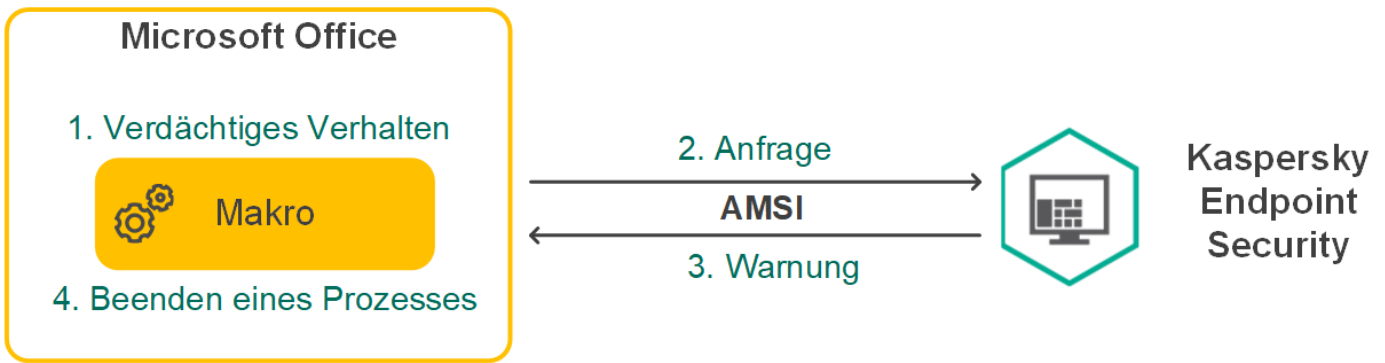 Microsoft Office
1. Verdächtiges Verhalten
Makro
4. Beenden eines Prozesses
2. Anfrage
AMSI
3. Warnung
Kaspersky
Endpoint
Security